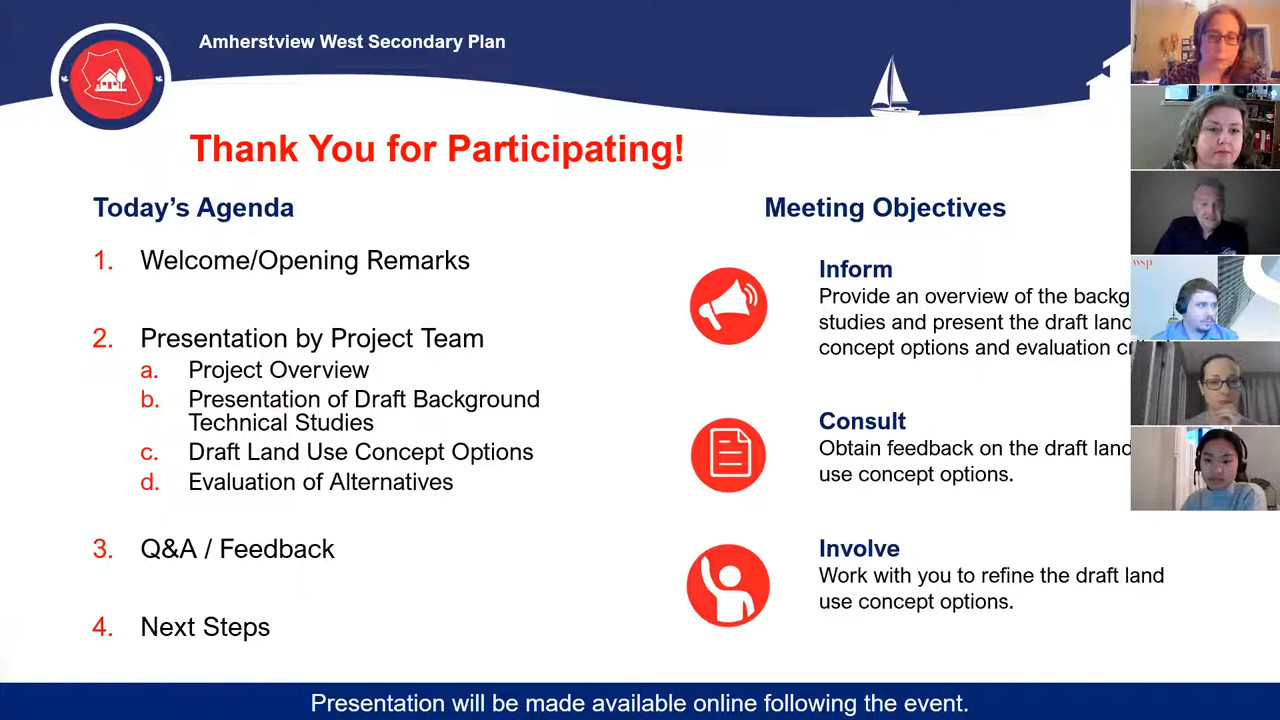 Amherstview West Secondary Plan
Thank You for Participating!
Today's Agenda
1. Welcome/Opening Remarks
2. Presentation by Project Team
a. Project Overview
b. Presentation of Draft Background
Technical Studies
c. Draft Land Use Concept Options
d. Evaluation of Alternatives
3. Q&A / Feedback
4. Next Steps
Meeting Objectives
Inform
Provide an overview of the backg
studies and present the draft land
concept options and evaluation
Consult
Obtain feedback on the draft land
use concept options.
Involve
Work with you to refine the draft land
use concept options.
wsp
Presentation will be made available online following the event.